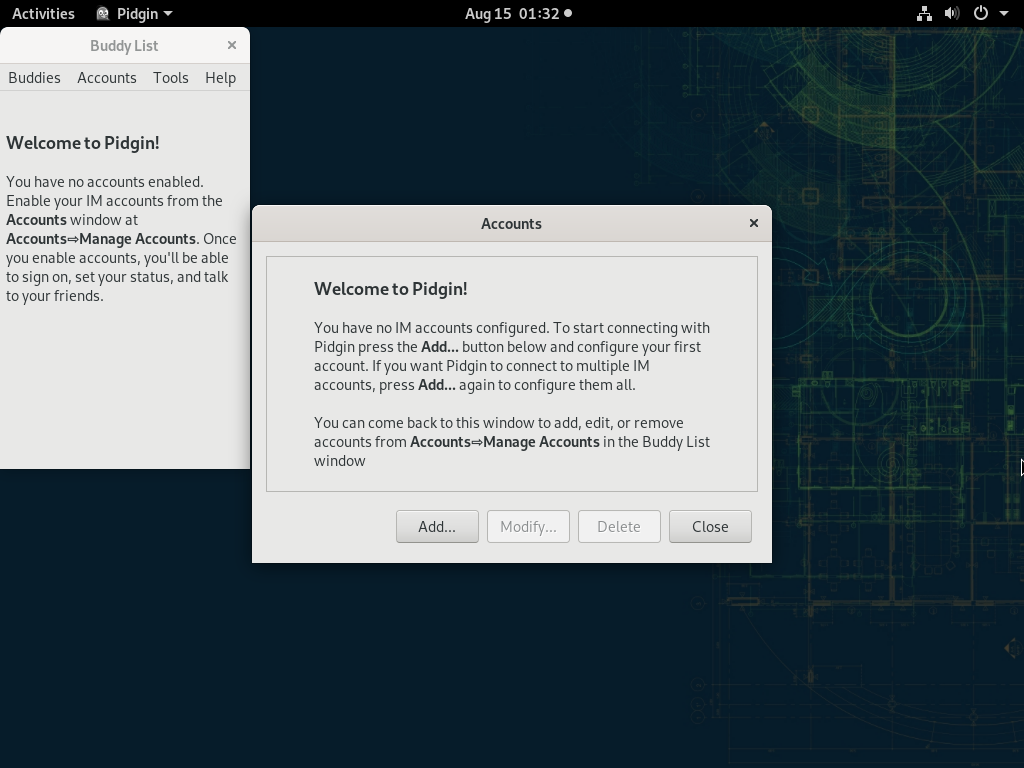 Activities Pidgin Aug 15 01:32
Buddy List
Buddies Accounts Tools Help
Welcome to Pidgin!
You have no accounts enabled.
Enable your IM accounts from the
Accounts window at
Accounts⇨Manage Accounts. Once
you enable accounts, you'll be able
to sign on, set your status, and talk
to your friends.
Accounts
Welcome to Pidgin!
You have no IM accounts configured. To start connecting with
Pidgin press the Add... button below and configure your first
account. If you want Pidgin to connect to multiple IM
accounts, press Add... again to configure them all.
You can come back to this window to add, edit, or remove
accounts from Accounts⇨Manage Accounts in the Buddy List
window
Add... Modify... Delete Close